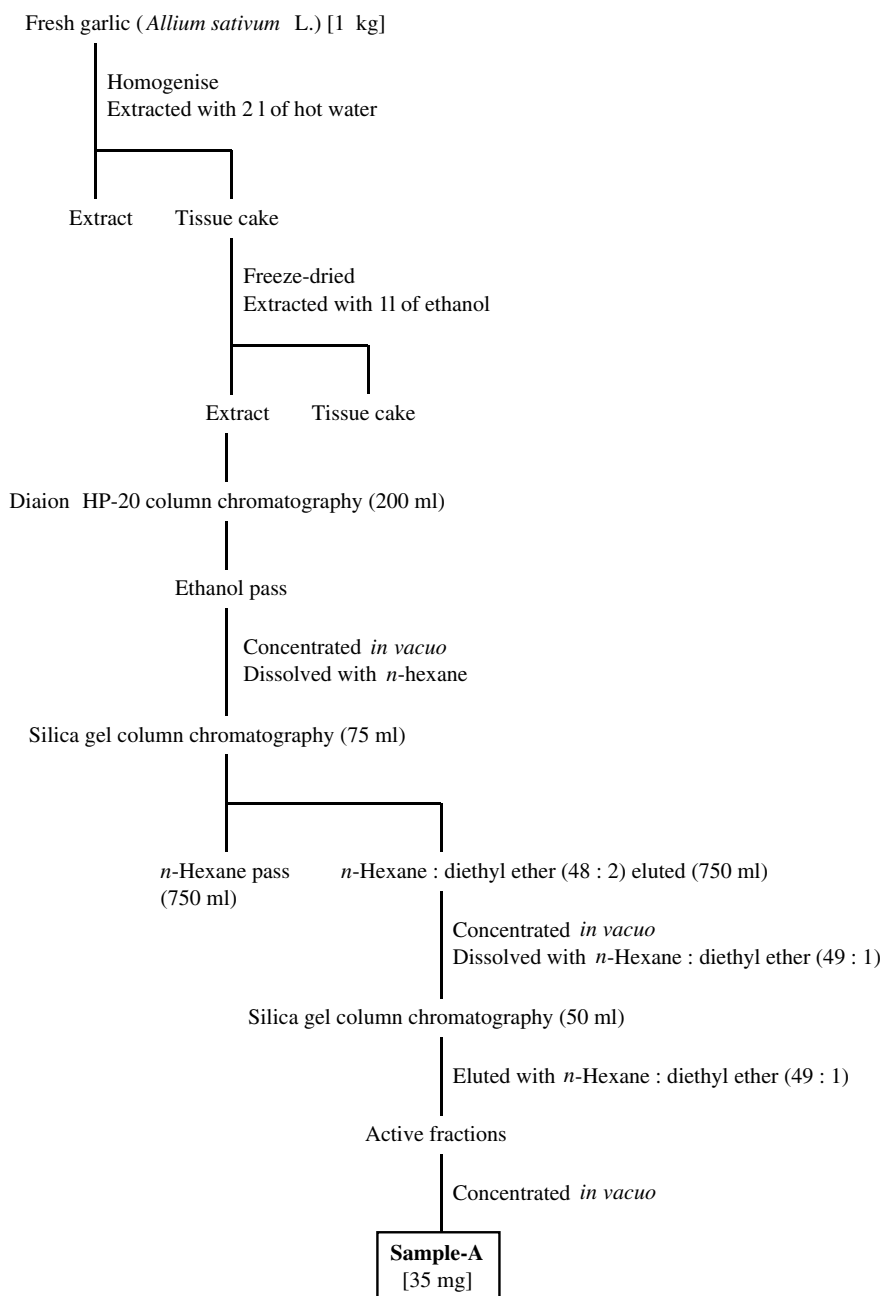 Fresh garlic (Allium sativum L.) [1 kg]
Homogenise
Extracted with 2 l of hot water
Extract
Tissue cake
Freeze-dried
Extracted with 1l of ethanol
Extract
Tissue cake
Diaion HP-20 column chromatography (200 ml)
Ethanol pass
Concentrated in vacuo
Dissolved with n-hexane
Silica gel column chromatography (75 ml)
n-Hexane pass
(750 ml)
n-Hexane : diethyl ether (48 : 2) eluted (750 ml)
Concentrated in vacuo
Dissolved with n-Hexane : diethyl ether (49 : 1)
Silica gel column chromatography (50 ml)
Eluted with n-Hexane : diethyl ether (49 : 1)
Active fractions
Concentrated in vacuo
Sample-A
[35 mg]